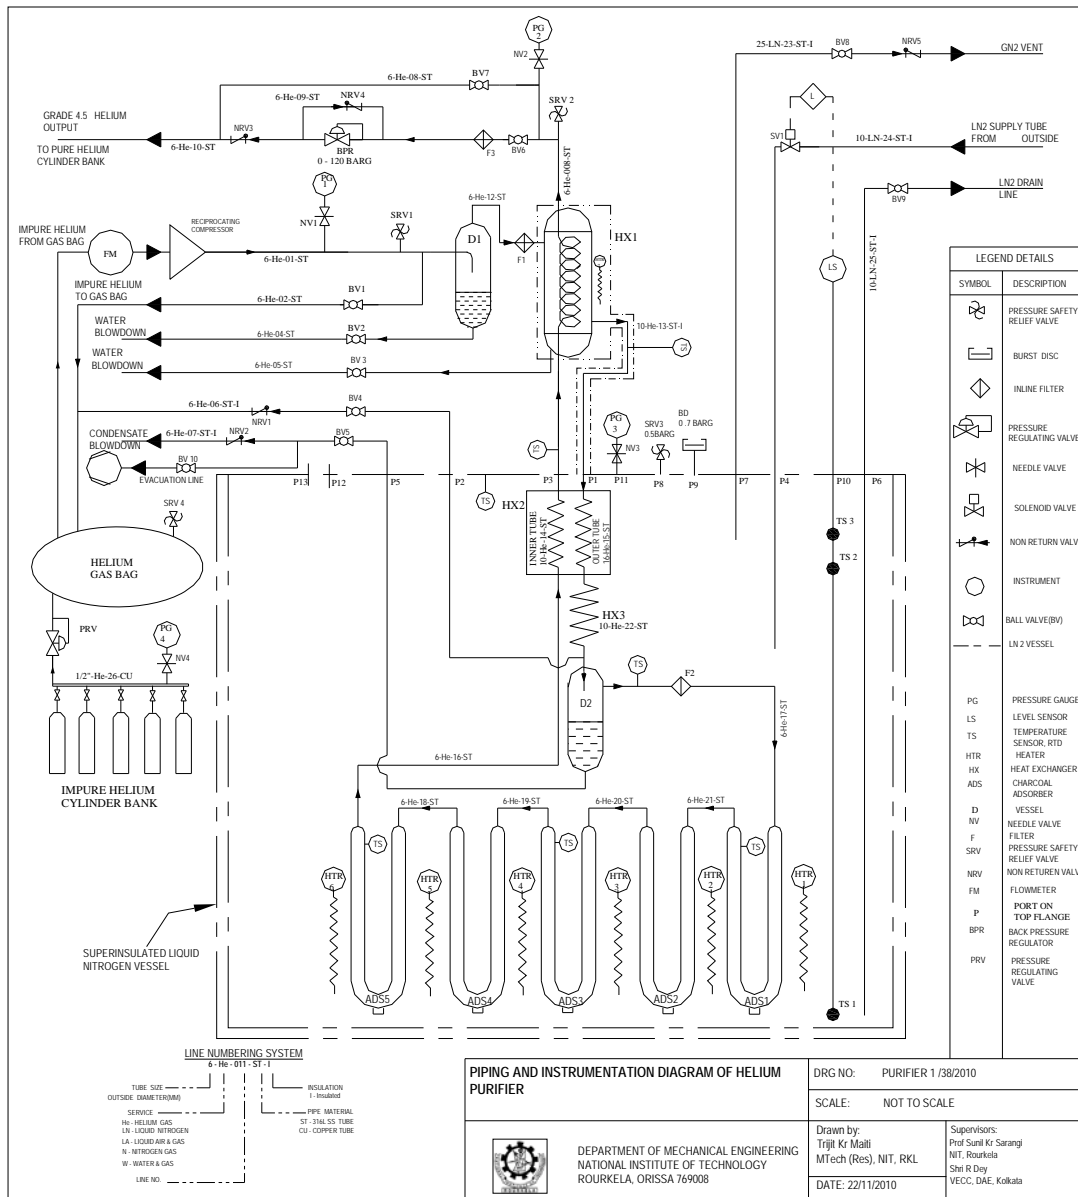 PG 2
NV2
6-He-08-ST
BV7
6-He-09-ST
NRV4
SRV 2
GRADE 4.5 HELIUM
OUTPUT
NRV3
TO PURE HELIUM
CYLINDER BANK
6-He-10-ST
BPR
0 - 120 BARG
F3
BV6
6-He-008-ST
25-LN-23-ST-I
BV8
NRV5
GN2 VENT
L
SV1
LN2 SUPPLY TUBE
FROM OUTSIDE
10-LN-24-ST-I
LN2 DRAIN
LINE
BV9
10-LN-25-ST-I
LS
PG 1
NV1
SRV1
6-He-12-ST
D1
F1
HX1
IMPURE HELIUM
FROM GAS BAG
FM
RECIPROCATING
COMPRESSOR
6-He-01-ST
IMPURE HELIUM
TO GAS BAG
6-He-02-ST
BV1
WATER
BLOWDOWN
6-He-04-ST
BV2
WATER
BLOWDOWN
6-He-05-ST
BV 3
10-He-13-ST-I
TS
6-He-06-ST-I
NRV1
BV4
CONDENSATE
BLOWDOWN
6-He-07-ST-I
NRV2
BV5
BV 10
EVACUATION LINE
TS
PG 3
NV3
SRV3
0.5BARG
BD
0 .7 BARG
P13
P12
P5
P2
TS
P3
P1
P11
P8
P9
P7
P4
P10
P6
SRV 4
HELIUM
GAS BAG
PRV
PG 4
NV4
1/2"-He-26-CU
IMPURE HELIUM
CYLINDER BANK
HX2
INNER TUBE
10-He-14-ST
OUTER TUBE
16-He-15-ST
HX3
10-He-22-ST
TS 3
TS 2
TS
F2
D2
6-He-17-ST
6-He-16-ST
6-He-18-ST
6-He-19-ST
6-He-20-ST
6-He-21-ST
TS
TS
TS
HTR 6
HTR 5
HTR 4
HTR 3
HTR 2
HTR 1
ADS5
ADS4
ADS3
ADS2
ADS1
TS 1
SUPERINSULATED LIQUID
NITROGEN VESSEL
LEGEND DETAILS
SYMBOL DESCRIPTION
PRESSURE SAFETY
RELIEF VALVE
BURST DISC
INLINE FILTER
PRESSURE
REGULATING VALVE
NEEDLE VALVE
SOLENOID VALVE
NON RETURN VALV
INSTRUMENT
BALL VALVE(BV)
LN 2 VESSEL
PG PRESSURE GAUGE
LS LEVEL SENSOR
TS TEMPERATURE
SENSOR, RTD
HTR HEATER
HX HEAT EXCHANGER
ADS CHARCOAL
ADSORBER
D VESSEL
NV NEEDLE VALVE
F FILTER
SRV PRESSURE SAFETY
RELIEF VALVE
NRV NON RETUREN VALV
FM FLOWMETER
P PORT ON
TOP FLANGE
BPR BACK PRESSURE
REGULATOR
PRV PRESSURE
REGULATING
VALVE
LINE NUMBERING SYSTEM
6 - He - 011 - ST - I
TUBE SIZE
OUTSIDE DIAMETER(MM)
SERVICE
He - HELIUM GAS
LN - LIQUID NITROGEN
LA - LIQUID AIR & GAS
N - NITROGEN GAS
W - WATER & GAS
LINE NO.
INSULATION
I - Insulated
PIPE MATERIAL
ST - 316L SS TUBE
CU - COPPER TUBE
PIPING AND INSTRUMENTATION DIAGRAM OF HELIUM
PURIFIER
DRG NO: PURIFIER 1 /38/2010
SCALE: NOT TO SCALE
DEPARTMENT OF MECHANICAL ENGINEERING
NATIONAL INSTITUTE OF TECHNOLOGY
ROURKELA, ORISSA 769008
Drawn by:
Trijit Kr Maiti
MTech (Res), NIT, RKL
DATE: 22/11/2010
Supervisors:
Prof Sunil Kr Sarangi
NIT, Rourkela
Shri R Dey
VECC, DAE, Kolkata